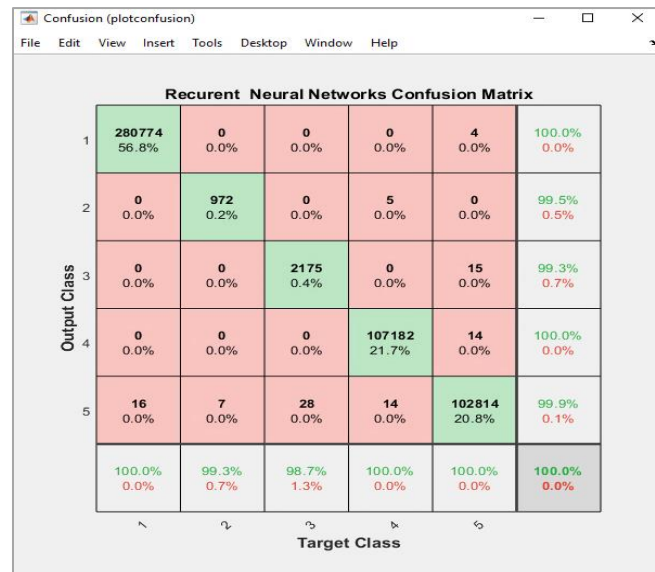 Confusion (plotconfusion)
File Edit View Insert Tools Desktop Window Help
Recurent Neural Networks Confusion Matrix
1 280774 0 0 0 4 100.0%
56.8% 0.0% 0.0% 0.0% 0.0% 0.0%
2 0 972 0 5 0 99.5%
0.0% 0.2% 0.0% 0.0% 0.0% 0.5%
3 0 0 2175 0 15 99.3%
0.0% 0.0% 0.4% 0.0% 0.0% 0.7%
4 0 0 0 107182 14 100.0%
0.0% 0.0% 0.0% 21.7% 0.0% 0.0%
5 16 7 28 14 102814 99.9%
0.0% 0.0% 0.0% 0.0% 20.8% 0.1%
100.0% 99.3% 98.7% 100.0% 100.0% 100.0%
0.0% 0.7% 1.3% 0.0% 0.0% 0.0%
Output Class
1 2 3 4 5
Target Class